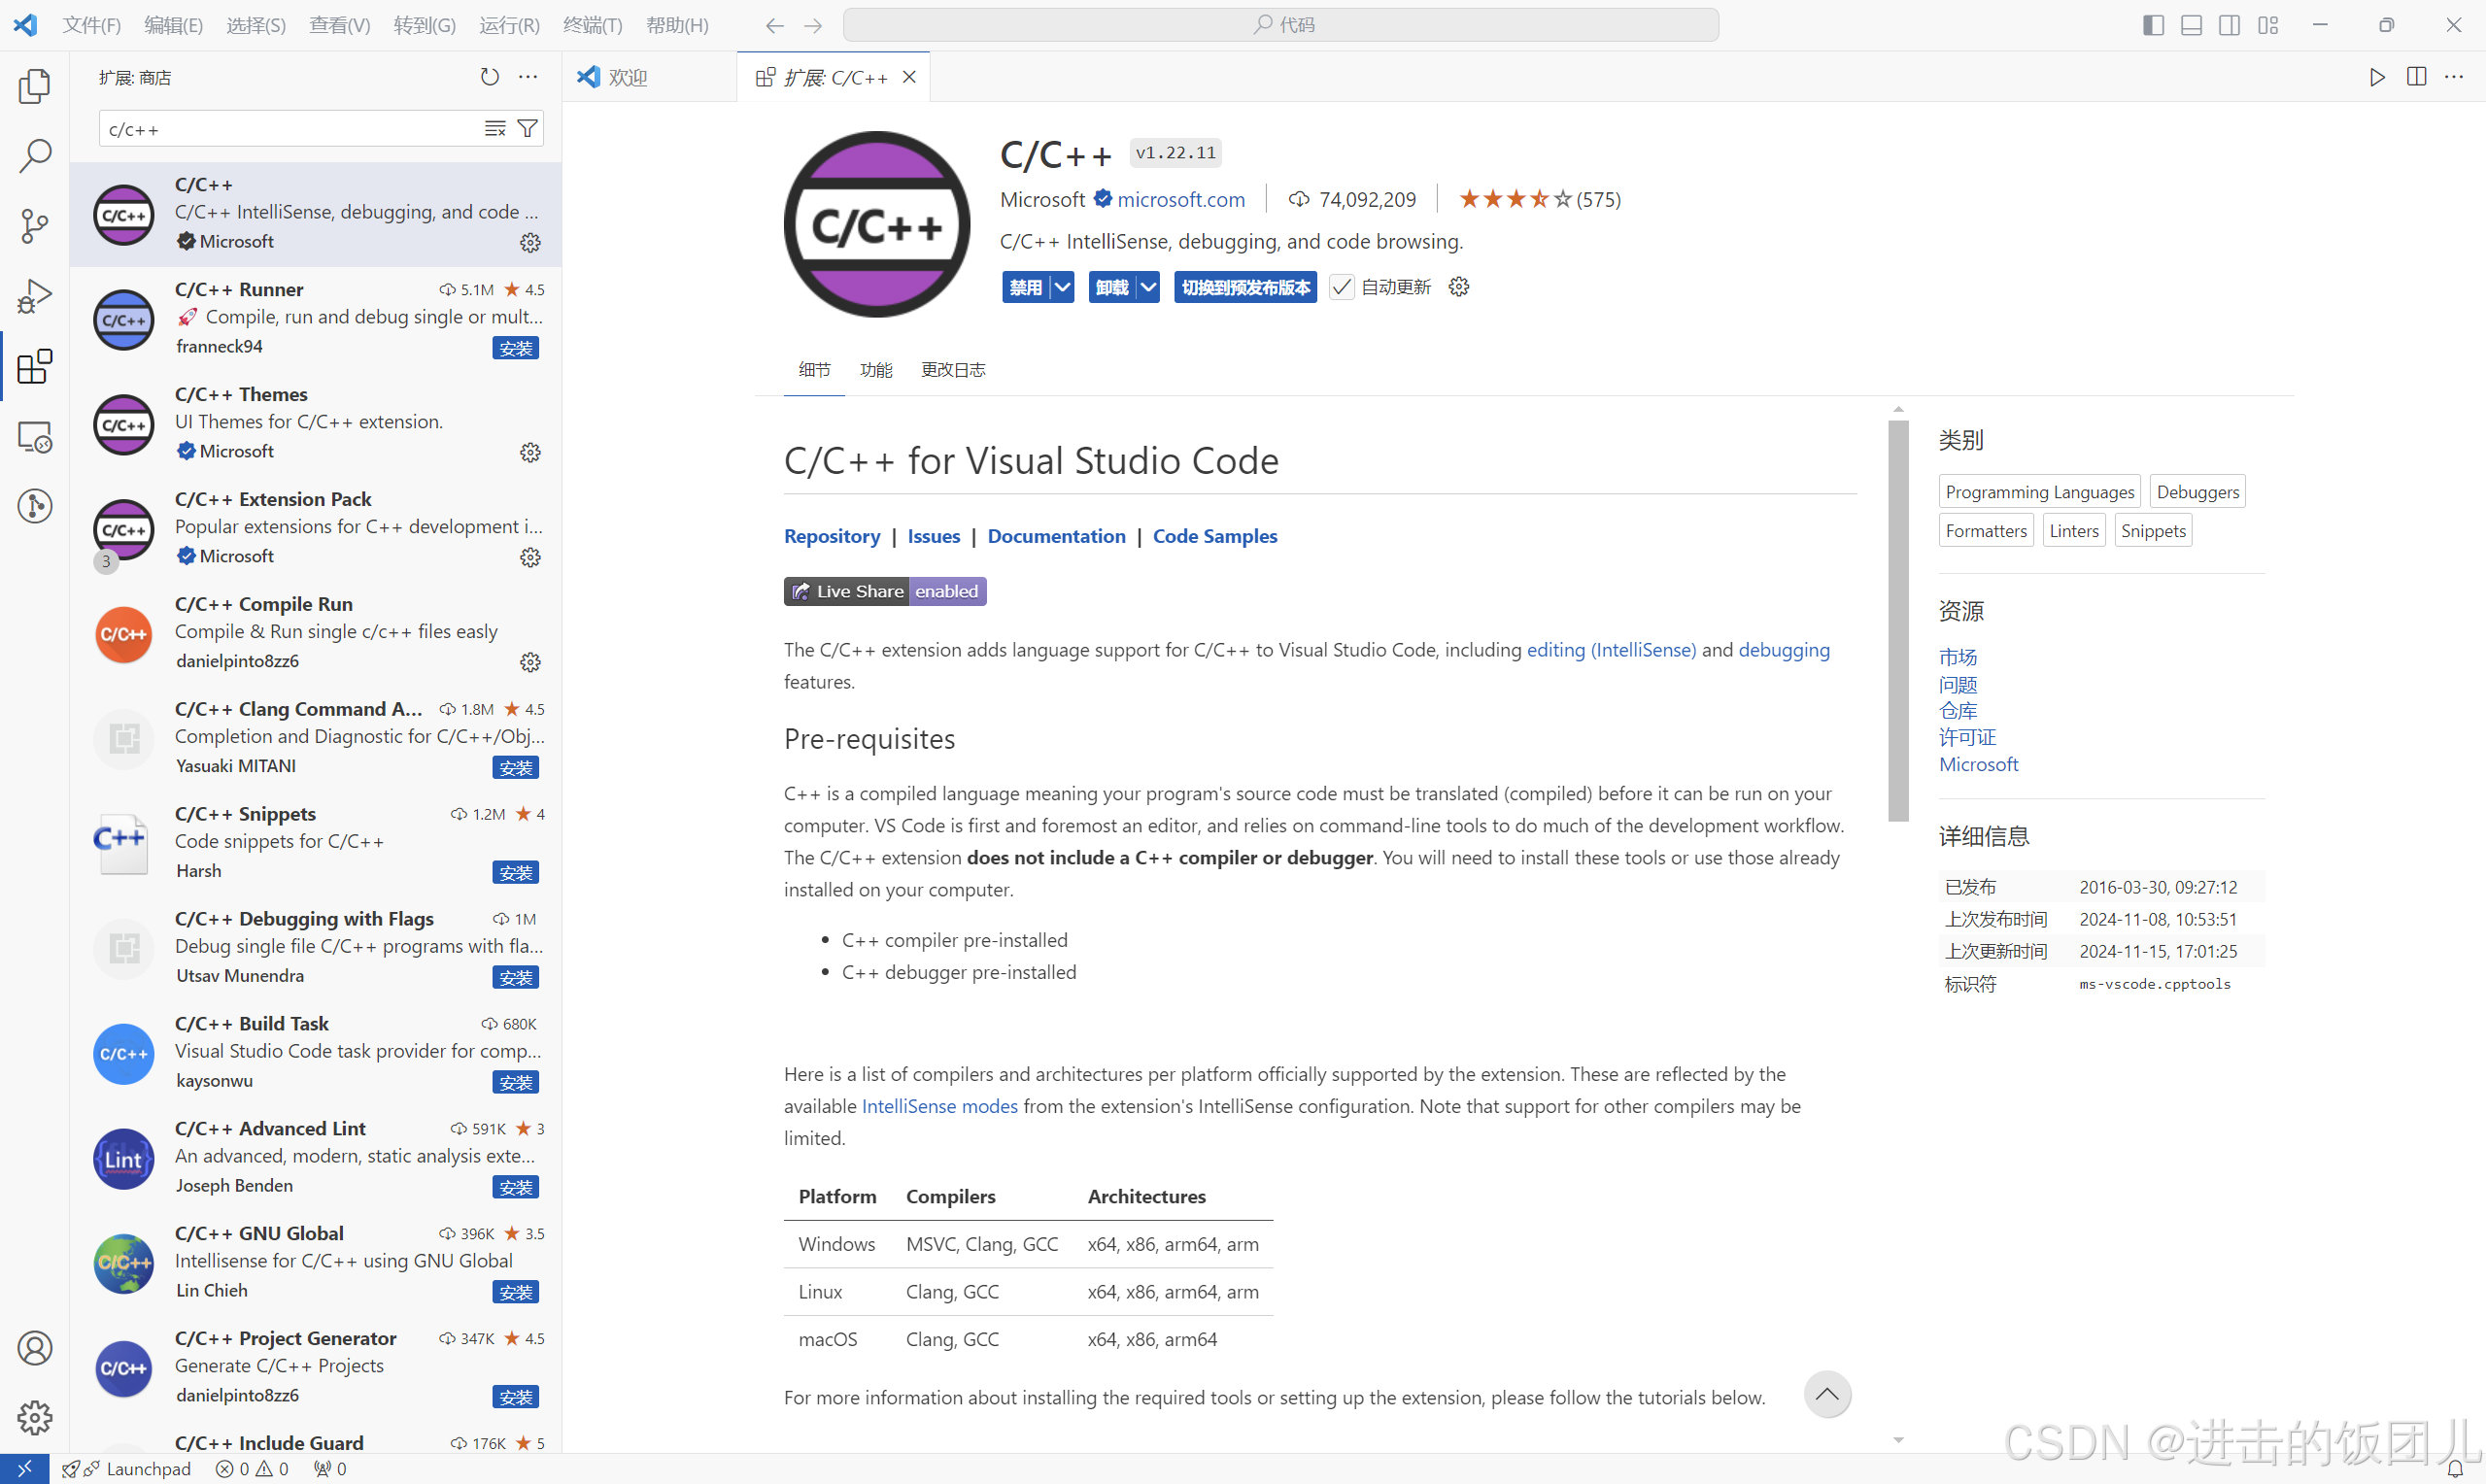 文件(F) 编辑(E) 选择(S) 查看(V) 转到(G) 运行(R) 终端(T) 帮助(H)
代码
扩展: 商店
c/c++
C/C++
C/C++
C/C++ IntelliSense, debugging, and code ...
Microsoft
C/C++
C/C++ Runner 5.1M 4.5
Compile, run and debug single or mult...
franneck94 安装
C/C++
C/C++ Themes
UI Themes for C/C++ extension.
Microsoft
C/C++
3
C/C++ Extension Pack
Popular extensions for C++ development i...
Microsoft
C/C++
C/C++ Compile Run
Compile & Run single c/c++ files easly
danielpinto8zz6
C/C++ Clang Command A... 1.8M 4.5
Completion and Diagnostic for C/C++/Obj...
Yasuaki MITANI 安装
C++
C/C++ Snippets 1.2M 4
Code snippets for C/C++
Harsh 安装
C/C++ Debugging with Flags 1M
Debug single file C/C++ programs with fla...
Utsav Munendra 安装
C/C++
C/C++ Build Task 680K
Visual Studio Code task provider for comp...
kaysonwu 安装
{Lint}
C/C++ Advanced Lint 591K 3
An advanced, modern, static analysis exte...
Joseph Benden 安装
C/C++
C/C++ GNU Global 396K 3.5
Intellisense for C/C++ using GNU Global
Lin Chieh 安装
C/C++
C/C++ Project Generator 347K 4.5
Generate C/C++ Projects
danielpinto8zz6 安装
C/C++ Include Guard 176K 5
欢迎
扩展: C/C++
C/C++
C/C++ v1.22.11
Microsoft microsoft.com 74,092,209 (575)
C/C++ IntelliSense, debugging, and code browsing.
禁用 卸载 切换到预发布版本 自动更新
细节 功能 更改日志
C/C++ for Visual Studio Code
Repository | Issues | Documentation | Code Samples
Live Share enabled
The C/C++ extension adds language support for C/C++ to Visual Studio Code, including editing (IntelliSense) and debugging
features.
Pre-requisites
C++ is a compiled language meaning your program's source code must be translated (compiled) before it can be run on your
computer. VS Code is first and foremost an editor, and relies on command-line tools to do much of the development workflow.
The C/C++ extension does not include a C++ compiler or debugger. You will need to install these tools or use those already
installed on your computer.
• C++ compiler pre-installed
• C++ debugger pre-installed
Here is a list of compilers and architectures per platform officially supported by the extension. These are reflected by the
available IntelliSense modes from the extension's IntelliSense configuration. Note that support for other compilers may be
limited.
Platform Compilers Architectures
Windows MSVC, Clang, GCC x64, x86, arm64, arm
Linux Clang, GCC x64, x86, arm64, arm
macOS Clang, GCC x64, x86, arm64
For more information about installing the required tools or setting up the extension, please follow the tutorials below.
类别
Programming Languages Debuggers
Formatters Linters Snippets
资源
市场
问题
仓库
许可证
Microsoft
详细信息
已发布 2016-03-30, 09:27:12
上次发布时间 2024-11-08, 10:53:51
上次更新时间 2024-11-15, 17:01:25
标识符 ms-vscode.cpptools
Launchpad 0 0 0
CSDN @进击的饭团儿